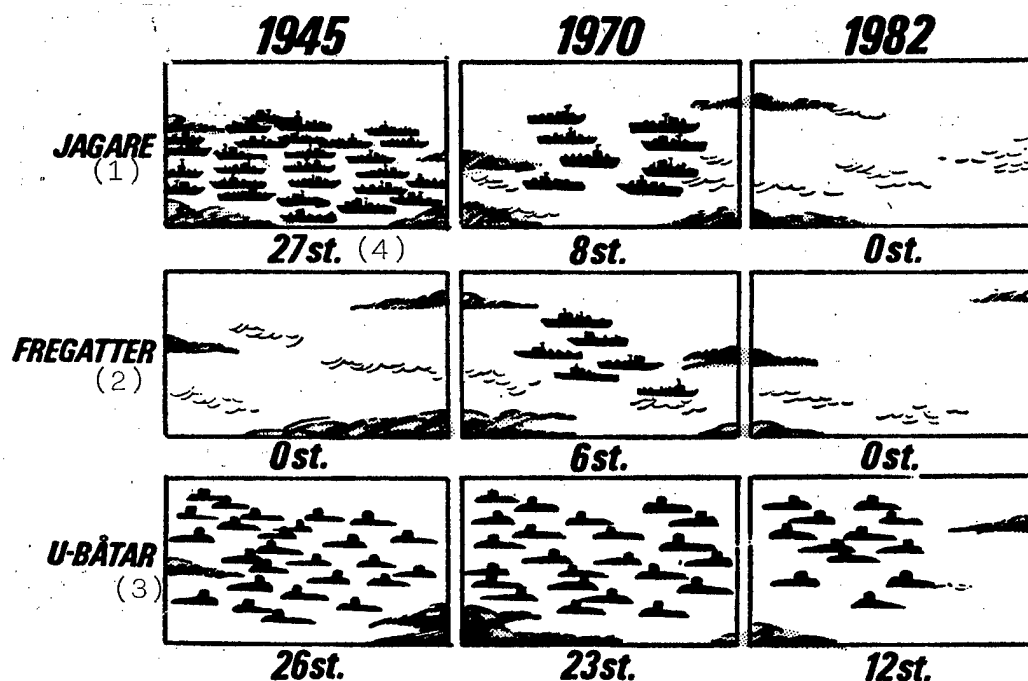 1945 1970 1982
JAGARE
(1)
27st. (4) 8st. 0st.
FREGATTER
(2)
0st. 6st. 0st.
U-BÅTAR
(3)
26st. 23st. 12st.